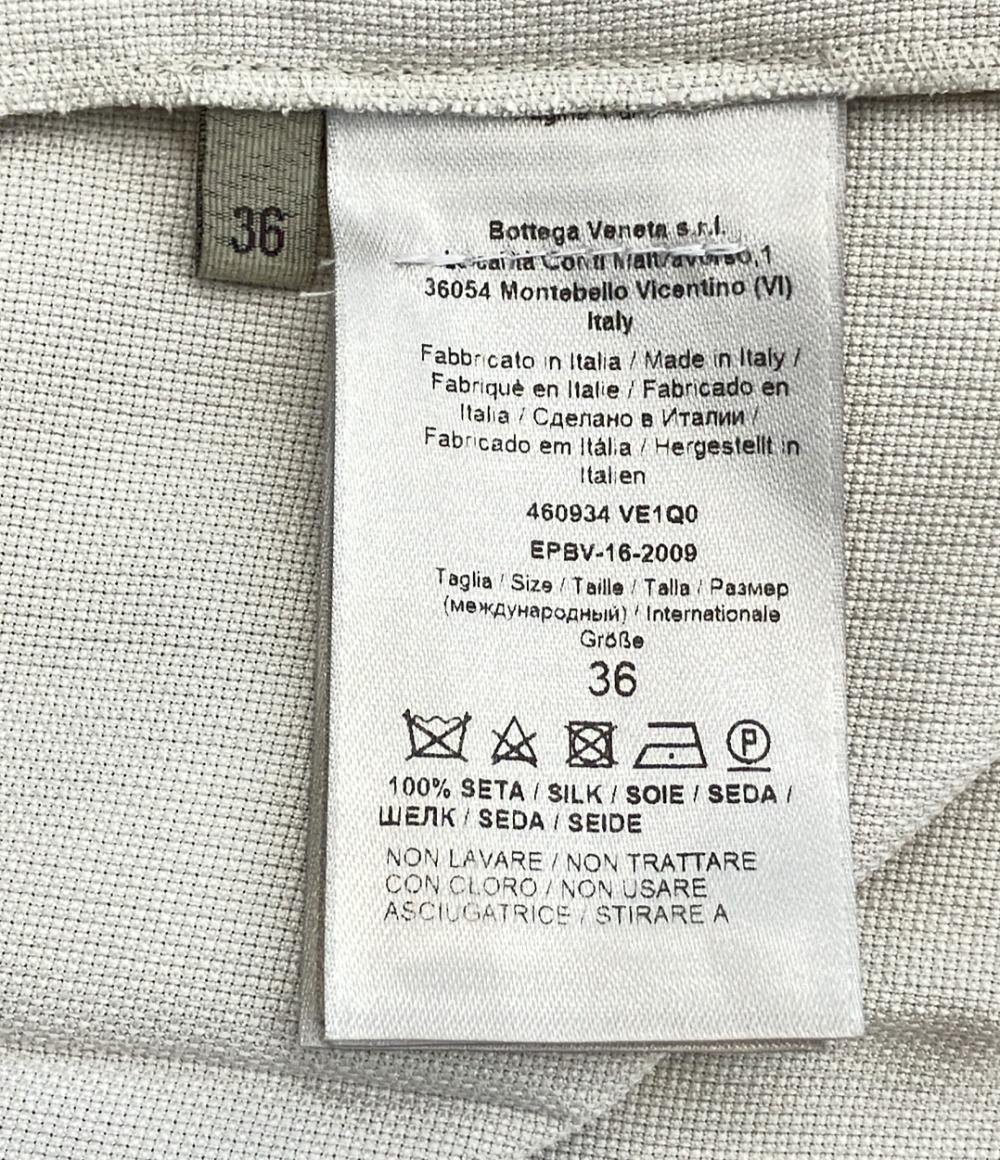 36
Bottega Veneta s.r.l.
Conti Maltraverso,1
36054 Montebello Vicentino (VI)
Italy
Fabbricato in Italia / Made in Italy /
Fabriqué en Italie / Fabricado en
Italia / Сделано в Италии /
Fabricado em Itália / Hergestellt in
Italien
460934 VE1Q0
EPBV-16-2009
Taglia / Size / Taille / Talla / Размер
(международный) / Internationale
Größe
36
P
100% SETA / SILK / SOIE / SEDA /
ШЕЛК / SEDA / SEIDE
NON LAVARE / NON TRATTARE
CON CLORO / NON USARE
ASCIUGATRICE / STIRARE A